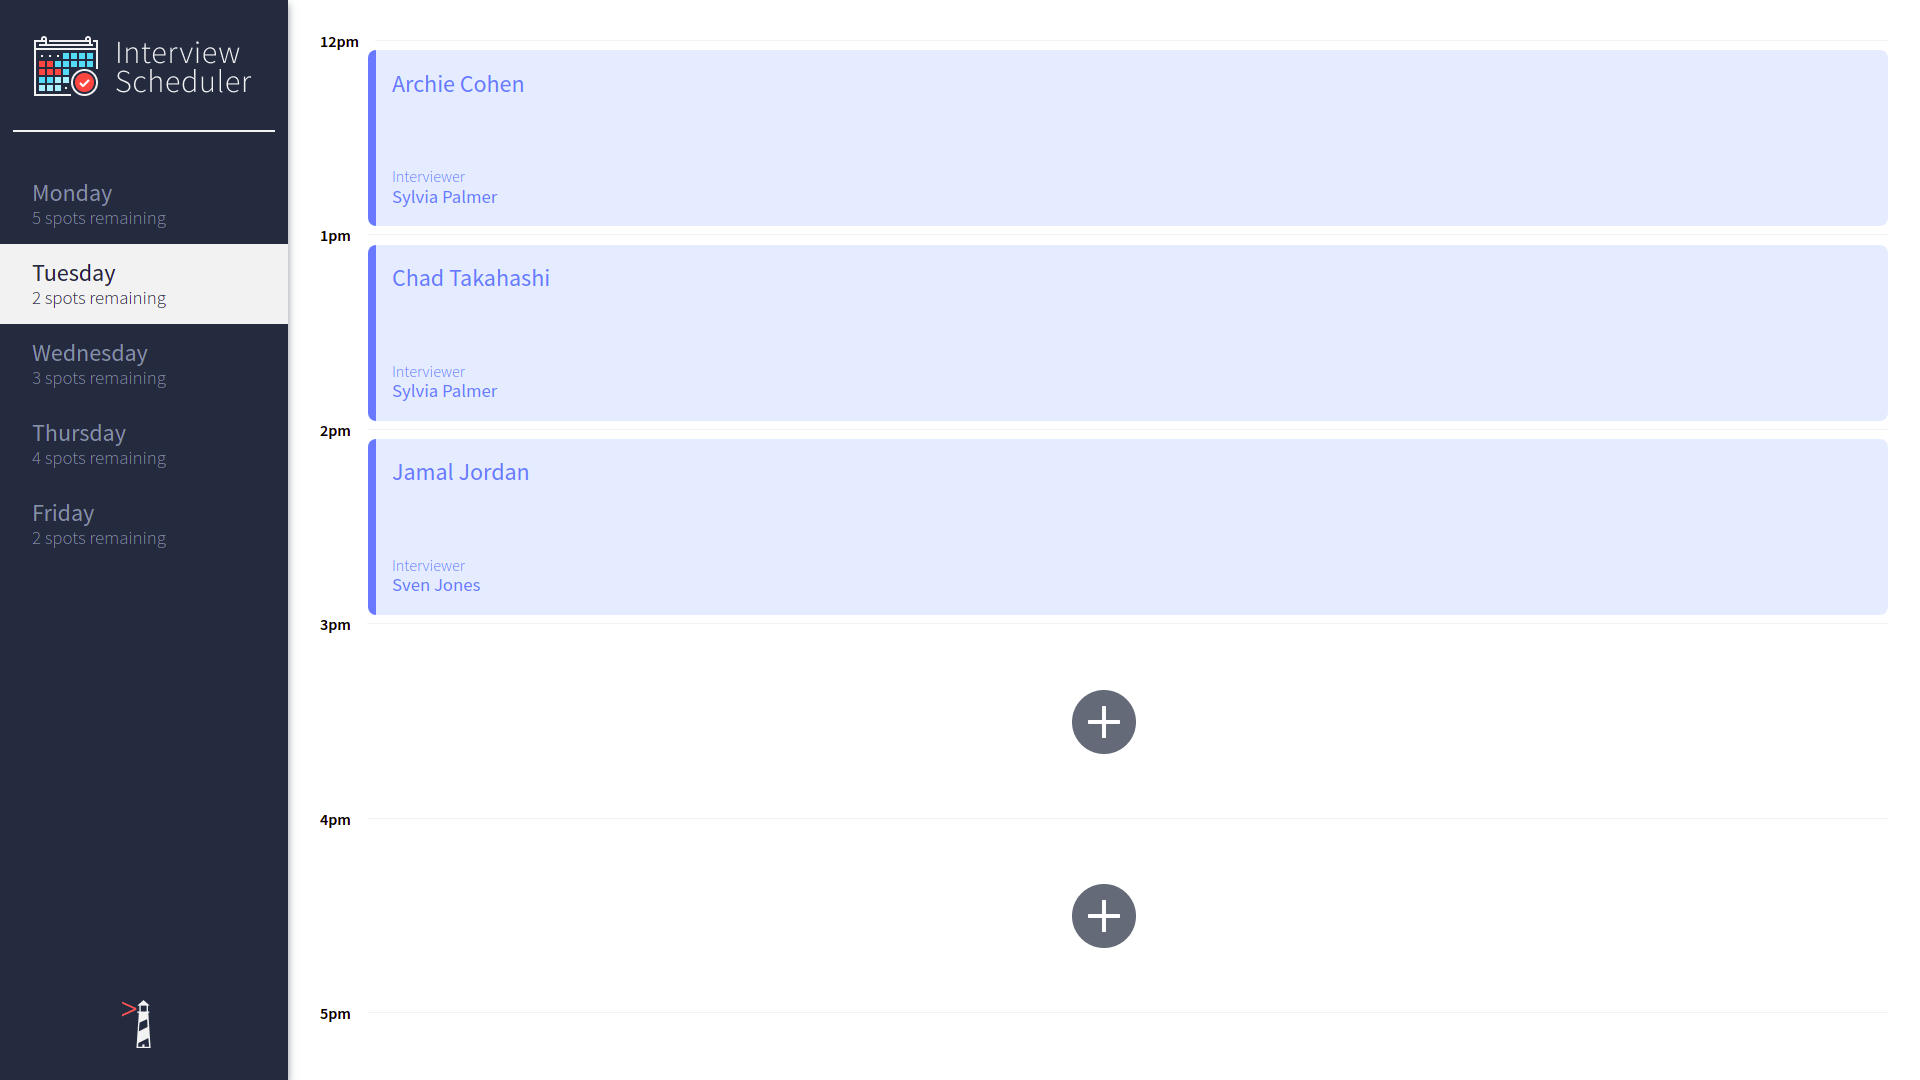 Interview
Scheduler
Monday
5 spots remaining
Tuesday
2 spots remaining
Wednesday
3 spots remaining
Thursday
4 spots remaining
Friday
2 spots remaining
12pm
Archie Cohen
Interviewer
Sylvia Palmer
1pm
Chad Takahashi
Interviewer
Sylvia Palmer
2pm
Jamal Jordan
Interviewer
Sven Jones
3pm
4pm
5pm